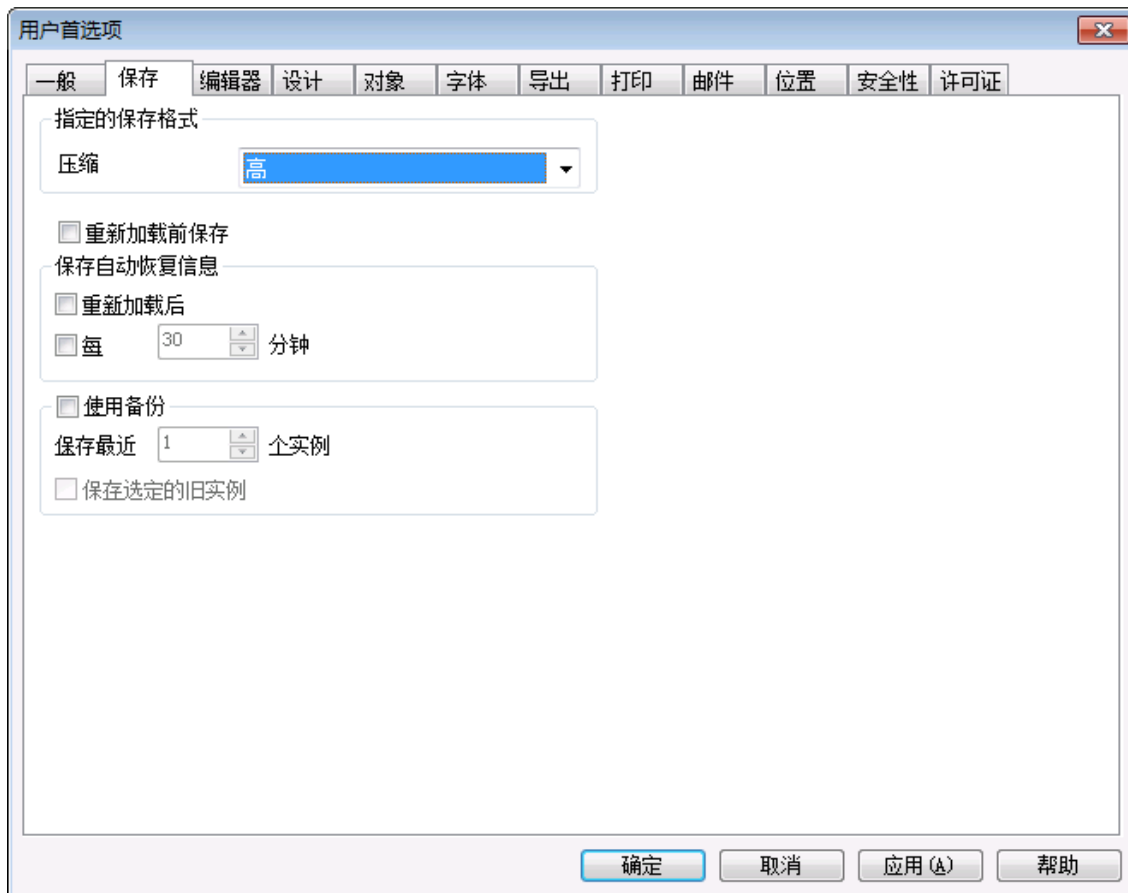 用户首选项
一般 保存 编辑器 设计 对象 字体 导出 打印 邮件 位置 安全性 许可证
指定的保存格式
压缩 高
重新加载前保存
保存自动恢复信息
重新加载后
每 30 分钟
使用备份
保存最近 1 个实例
保存选定的旧实例
确定 取消 应用(A) 帮助